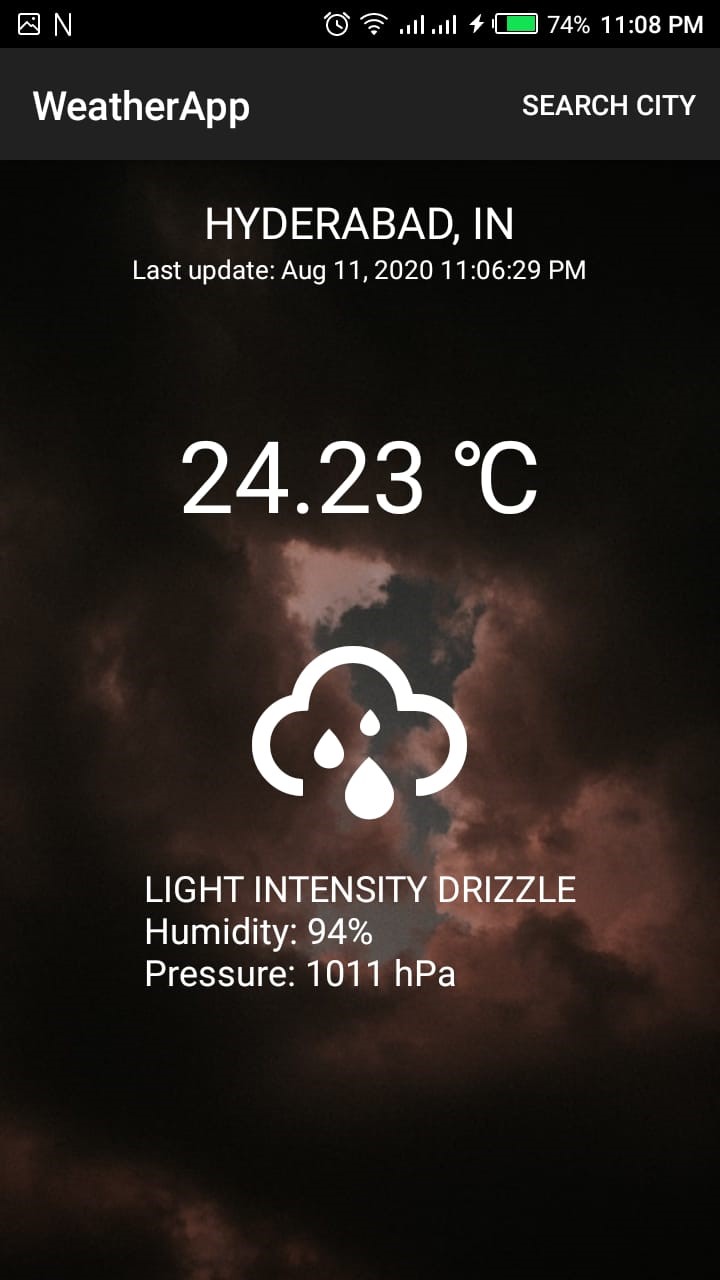 N 74% 11:08 PM
WeatherApp SEARCH CITY
HYDERABAD, IN
Last update: Aug 11, 2020 11:06:29 PM
24.23 ℃
LIGHT INTENSITY DRIZZLE
Humidity: 94%
Pressure: 1011 hPa